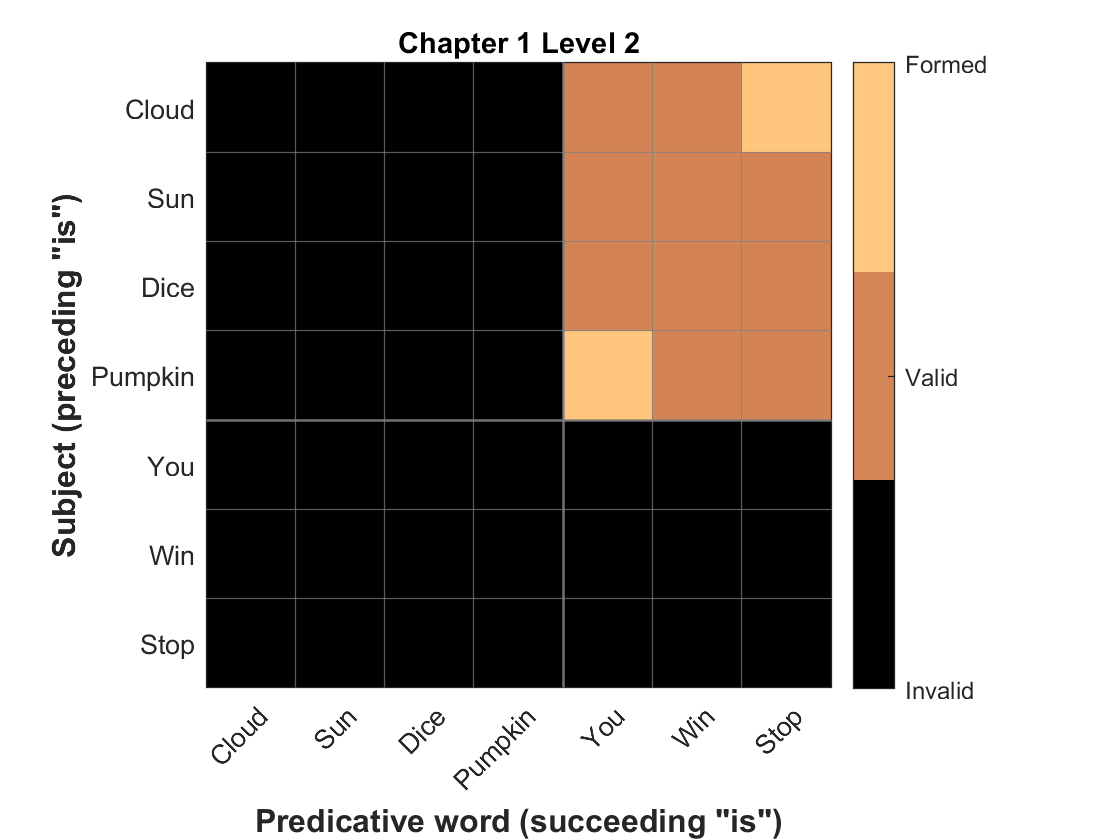 Chapter 1 Level 2
Formed
Valid
Invalid
Subject (preceding "is")
Cloud
Sun
Dice
Pumpkin
You
Win
Stop
Cloud
Sun
Dice
Pumpkin
You
Win
Stop
Predicative word (succeeding "is")